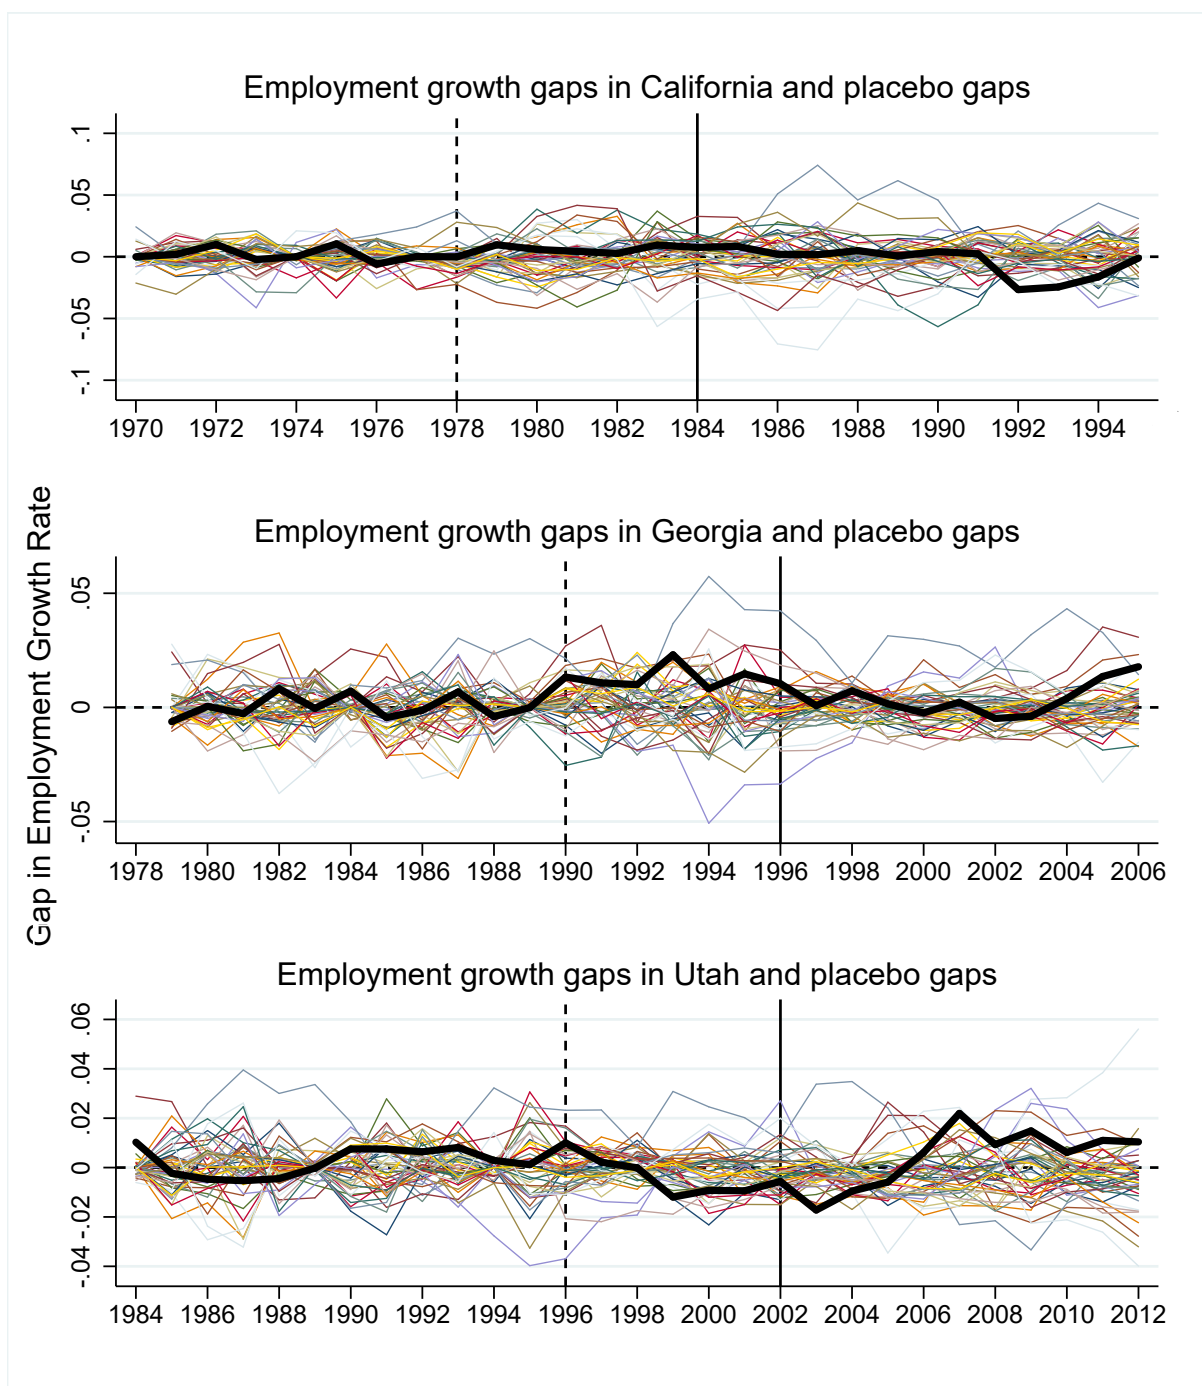 Employment growth gaps in California and placebo gaps
.1
.05
0
-.05
-.1
1970 1972 1974 1976 1978 1980 1982 1984 1986 1988 1990 1992 1994
Gap in Employment Growth Rate
Employment growth gaps in Georgia and placebo gaps
.05
0
-.05
1978 1980 1982 1984 1986 1988 1990 1992 1994 1996 1998 2000 2002 2004 2006
Employment growth gaps in Utah and placebo gaps
.06
.04
.02
0
-.02
-.04
1984 1986 1988 1990 1992 1994 1996 1998 2000 2002 2004 2006 2008 2010 2012